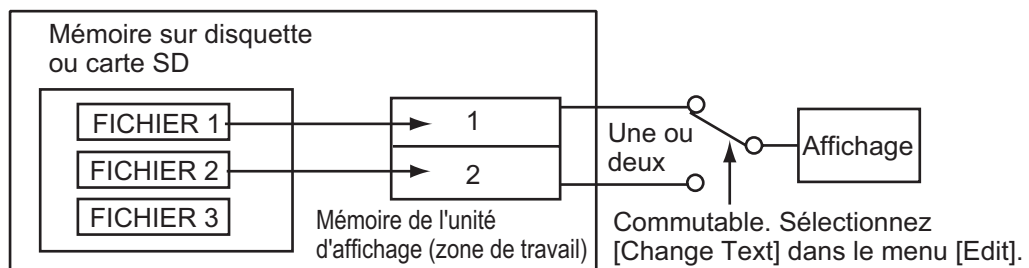 Mémoire sur disquette
ou carte SD
FICHIER 1
FICHIER 2
FICHIER 3
1
2
Mémoire de l'unité
d'affichage (zone de travail)
Une ou
deux
Affichage
Commutable. Sélectionnez
[Change Text] dans le menu [Edit].